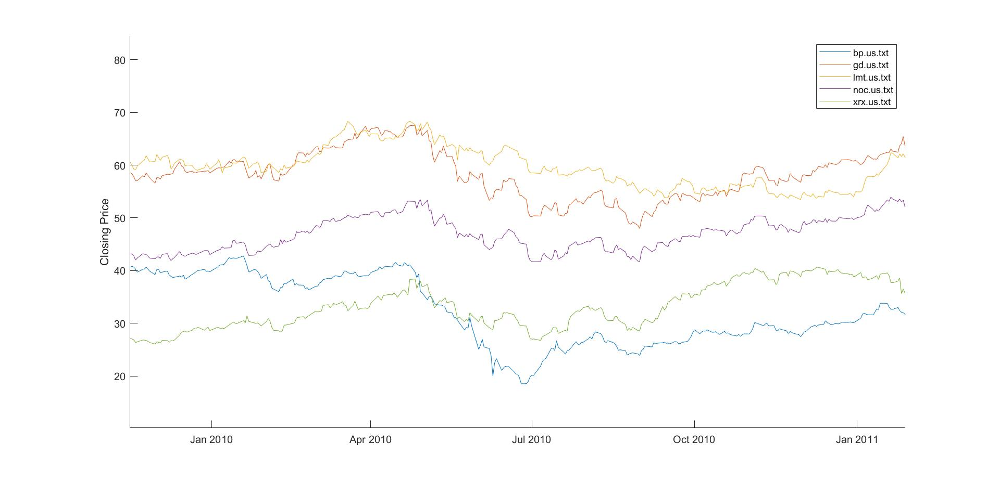 bp.us.txt
gd.us.txt
lmt.us.txt
noc.us.txt
xrx.us.txt
80
70
60
50
40
30
20
Closing Price
Jan 2010 Apr 2010 Jul 2010 Oct 2010 Jan 2011